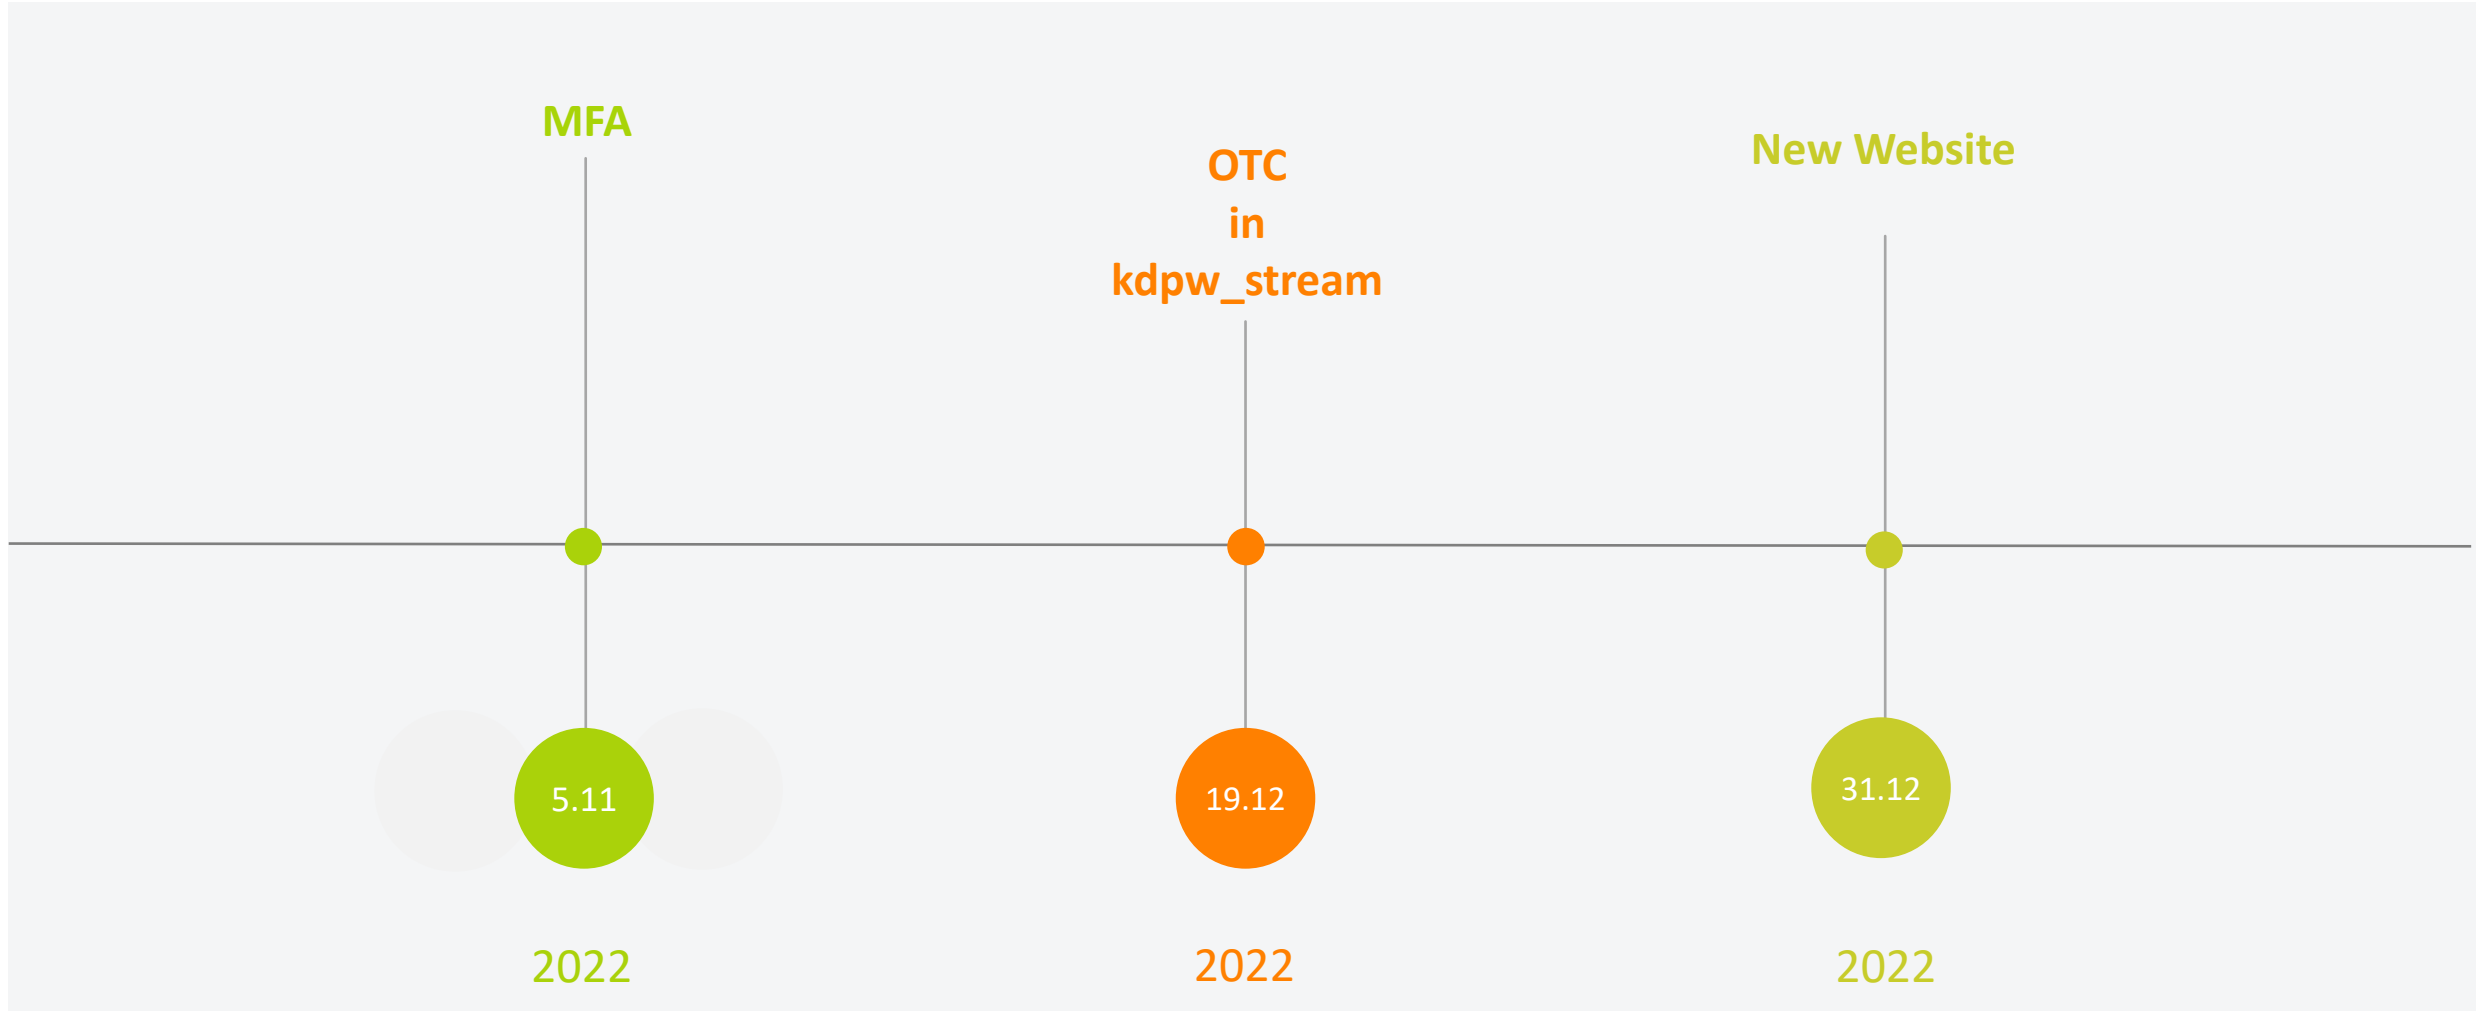 MFA
OTC
in
kdpw_stream
New Website
5.11
19.12
31.12
2022
2022
2022